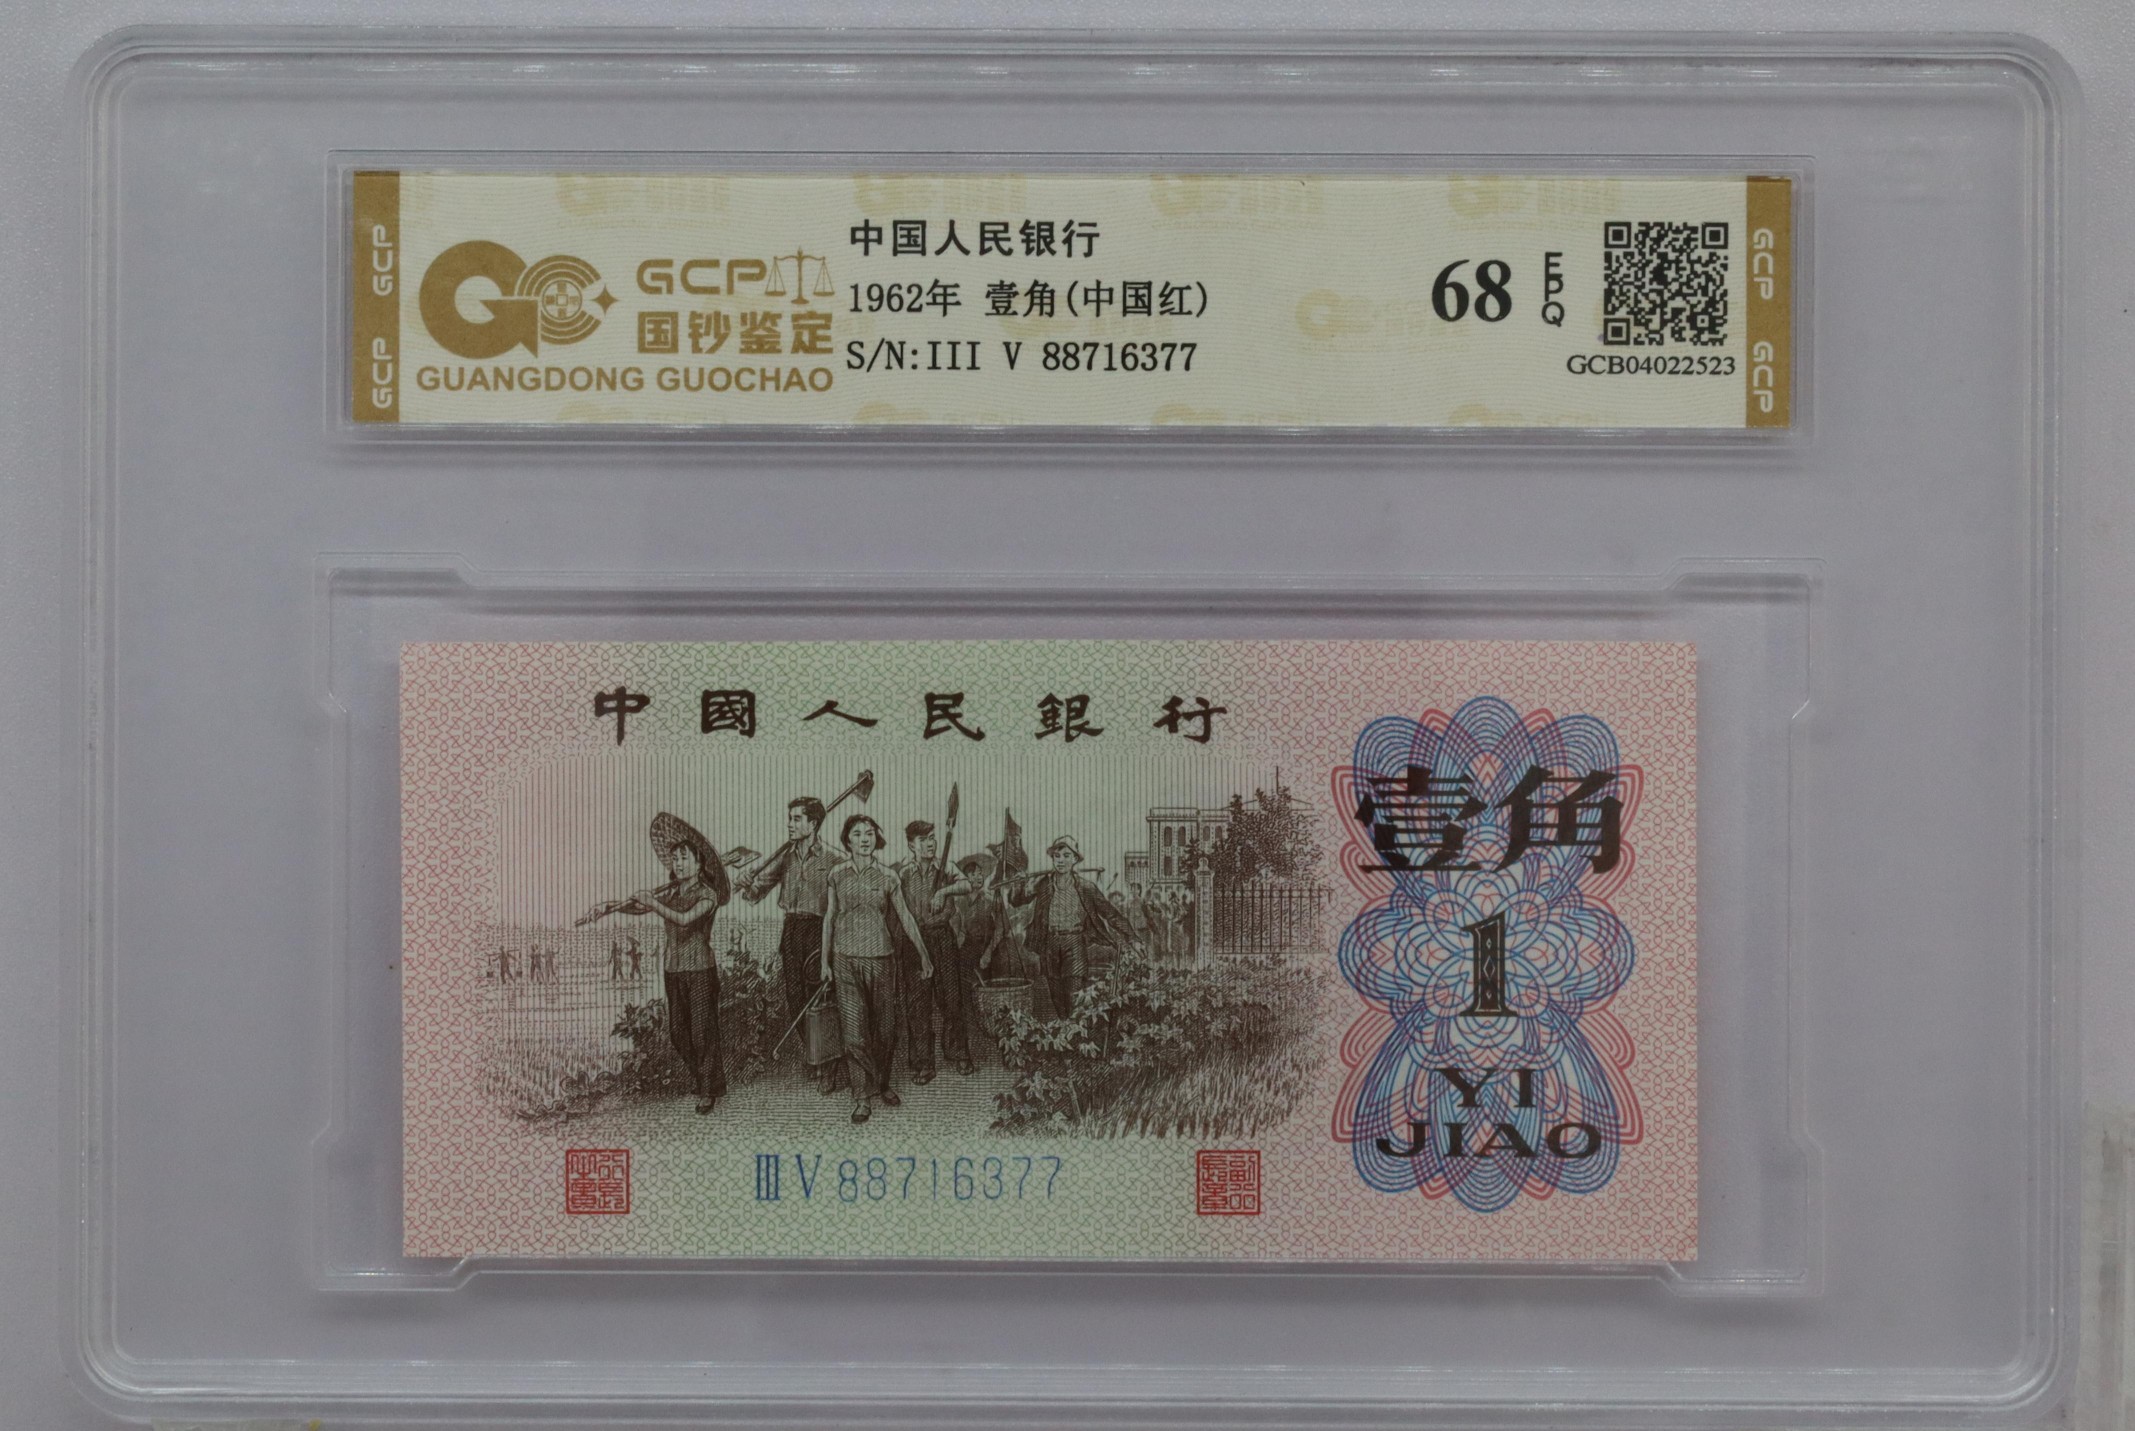 GCP GCP
GCP
国钞鉴定
GUANGDONG GUOCHAO
中国人民银行
1962年 壹角(中国红)
S/N:III V 88716377
68 EPQ
GCB04022523
GCP GCP
中國人民銀行
壹角
1
YI
JIAO
III V 88716377